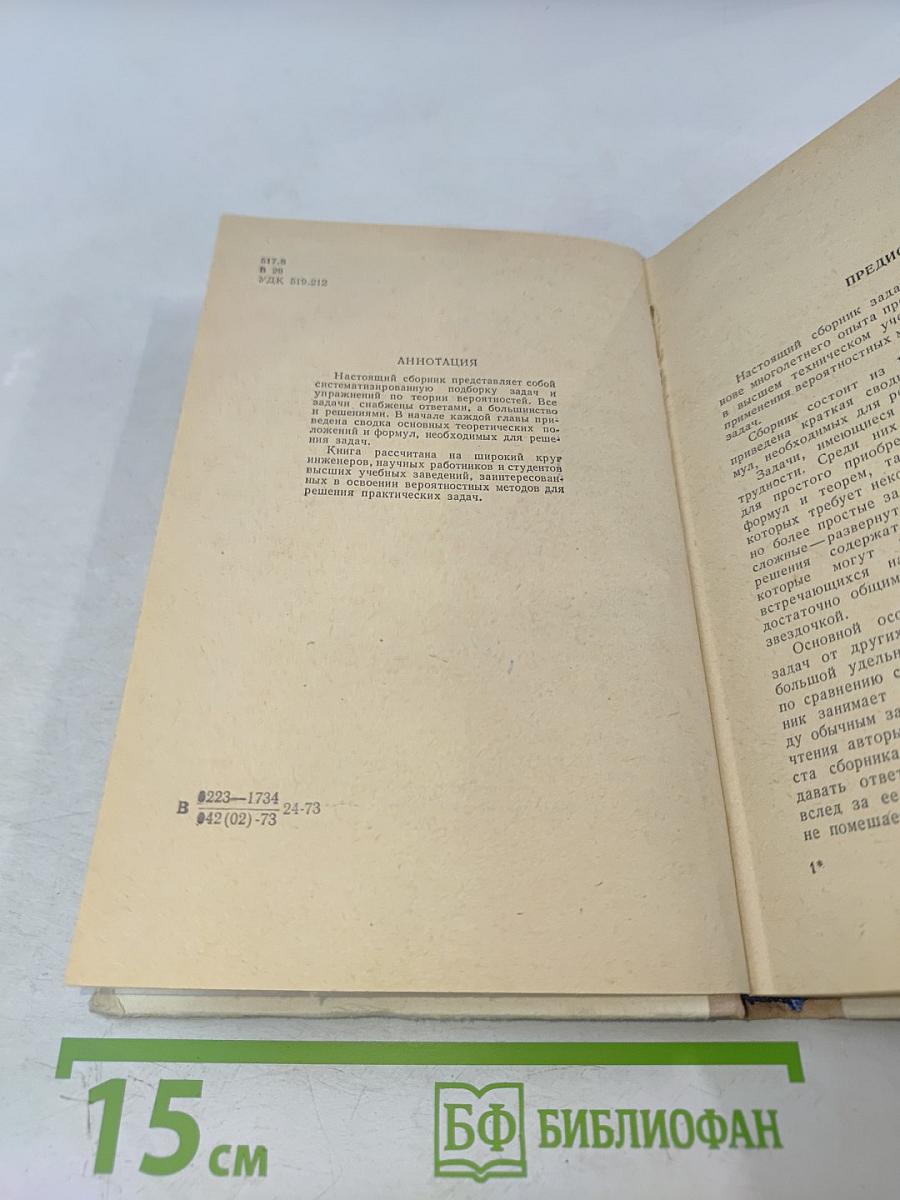 517.8
В 29
УДК 519.212
АННОТАЦИЯ
Настоящий сборник представляет собой
систематизированную подборку задач и
упражнений по теории вероятностей. Все
задачи снабжены ответами, а большинство
и решениями. В начале каждой главы при-
ведена сводка основных теоретических по-
ложений и формул, необходимых для реше-
ния задач.
Книга рассчитана на широкий круг
инженеров, научных работников и студентов
высших учебных заведений, заинтересован-
ных в освоении вероятностных методов для
решения практических задач.
В 0223—1734
042(02)-73 24-73
ПРЕДИС
Настоящий сборник зада
нове многолетнего опыта пр
в высшем техническом уче
применения вероятностных м
задач.
Сборник состоит из
приведена краткая свод
мул, необходимых для ре
Задачи, имеющиеся
трудности. Среди них
для простого приобре
формул и теорем, та
которых требует неко
но более простые за
сложные—развернут
решения содержат
которые могут
встречающихся на
достаточно общим
звездочкой.
Основной осо
задач от других
большой удельн
по сравнению с
ник занимает
ду обычным за
чтения авторы
ста сборника
давать ответ
вслед за ее
не помешае
1*
15 см
БФ БИБЛИОФАН